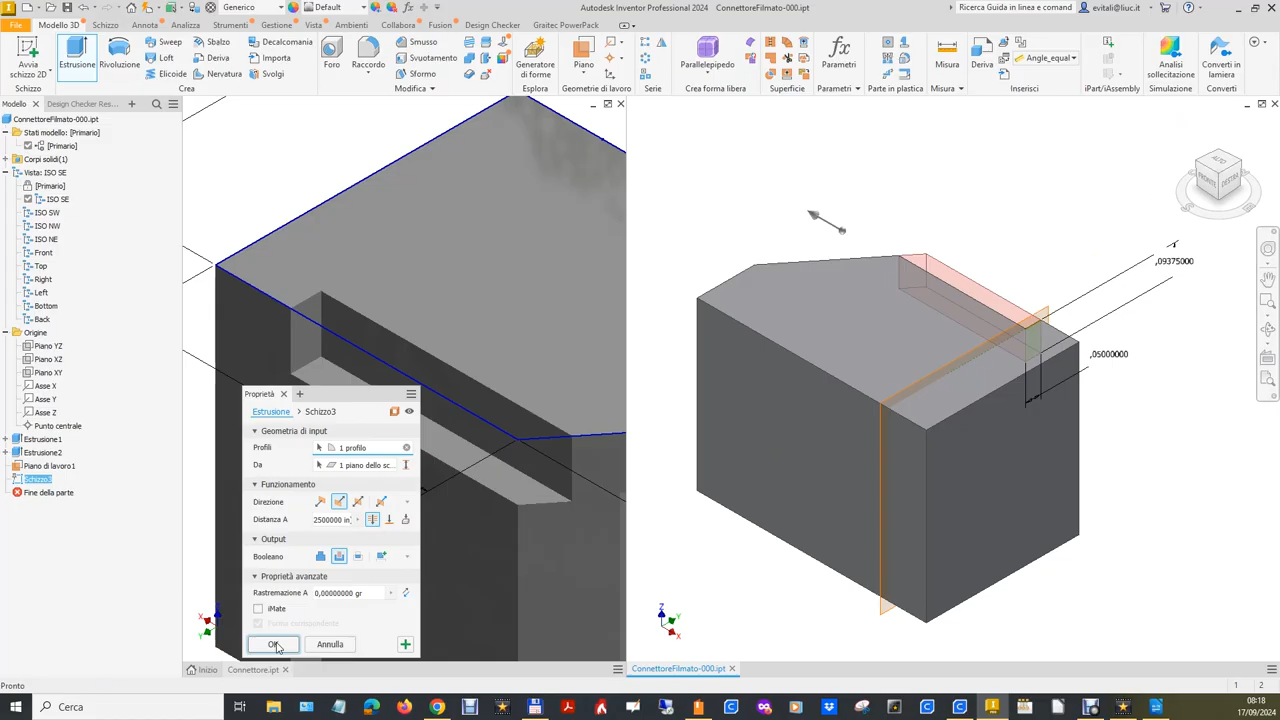 Generico
Default
Autodesk Inventor Professional 2024 - ConnettoreFilmato-000.ipt
Ricerca Guida in linea e comandi
evitali@liuc.it
File
Modello 3D
Schizzo
Annota
Analizza
Strumenti
Gestione
Vista
Ambienti
Collabora
Fusion
Design Checker
Graitec PowerPack
Avvia
schizzo 2D
Estrusione
Rivoluzione
Sweep
Loft
Elicoide
Sbalzo
Deriva
Nervatura
Decalcomania
Importa
Svolgi
Foro
Raccordo
Smusso
Svuotamento
Sformo
Generatore
di forme
Piano
Parallelepipedo
Parametri
Misura
Deriva
Angle_equal
Analisi
sollecitazione
Converti in
lamiera
Schizzo
Crea
Modifica
Esplora
Geometrie di lavoro
Serie
Crea forma libera
Superficie
Parametri
Parte in plastica
Misura
Inserisci
iPart/iAssembly
Simulazione
Converti
Modello
Design Checker Res...
ConnettoreFilmato-000.ipt
Stati modello: [Primario]
[Primario]
Corpi solidi(1)
Vista: ISO SE
[Primario]
ISO SE
ISO SW
ISO NW
ISO NE
Front
Top
Right
Left
Bottom
Back
Origine
Piano YZ
Piano XZ
Piano XY
Asse X
Asse Y
Asse Z
Punto centrale
Estrusione1
Estrusione2
Piano di lavoro1
Schizzo3
Fine della parte
Proprietà
Estrusione > Schizzo3
Geometria di input
Profili
1 profilo
Da
1 piano dello sc...
Funzionamento
Direzione
Distanza A
2500000 in
Output
Booleano
Proprietà avanzate
Rastremazione A
0,00000000 gr
iMate
Forma corrispondente
OK
Annulla
ALTO
FRONTE
DESTRA
,09375000
,05000000
Z
X
Y
Z
Y
X
Inizio
Connettore.ipt
ConnettoreFilmato-000.ipt
Pronto
1
2
Cerca
08:18
17/09/2024